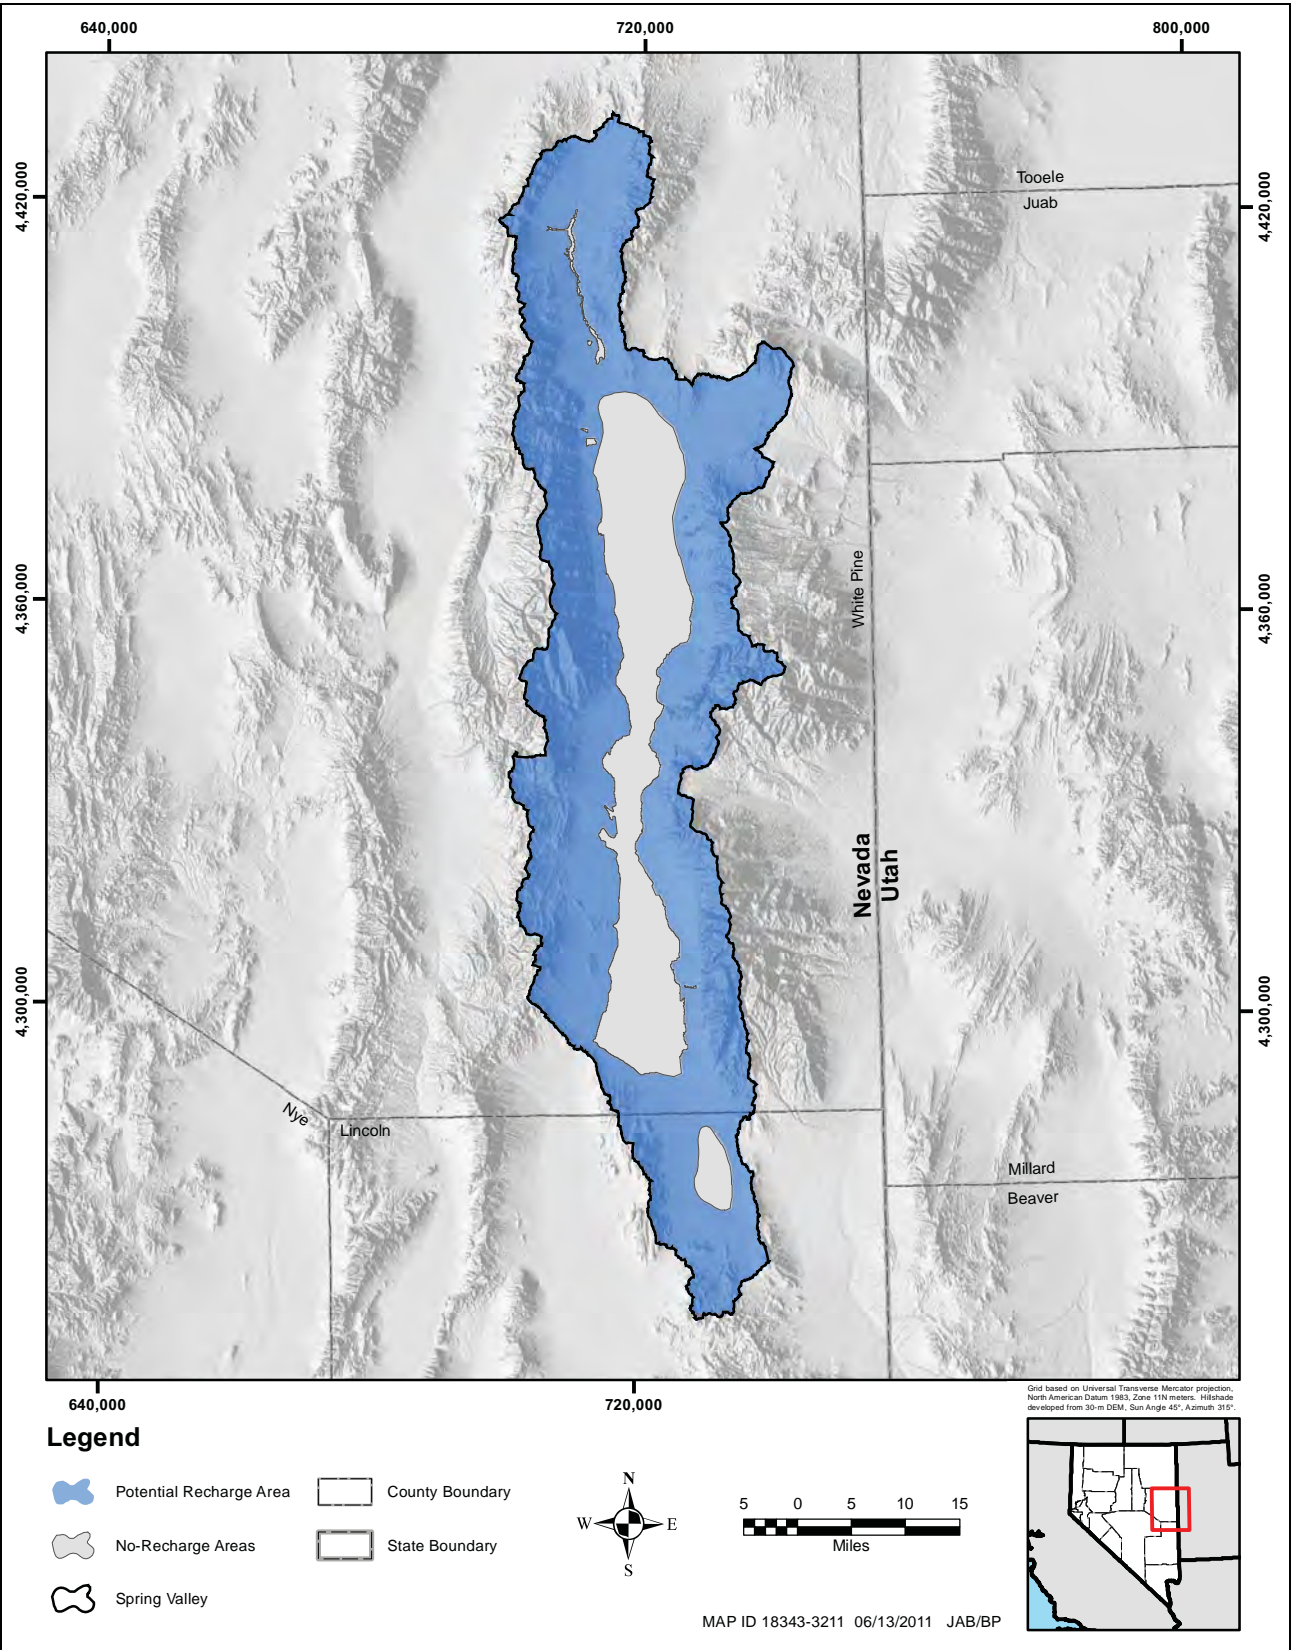 640,000
720,000
800,000
4,420,000
4,420,000
Tooele
Juab
4,360,000
4,360,000
White Pine
Nevada
Utah
4,300,000
4,300,000
Nye
Lincoln
Millard
Beaver
640,000
720,000
Grid based on Universal Transverse Mercator projection,
North American Datum 1983, Zone 11N meters. Hillshade
developed from 30-m DEM, Sun Angle 45°, Azimuth 315°.
Legend
Potential Recharge Area
County Boundary
No-Recharge Areas
State Boundary
Spring Valley
N
W
E
S
5 0 5 10 15
Miles
MAP ID 18343-3211 06/13/2011 JAB/BP